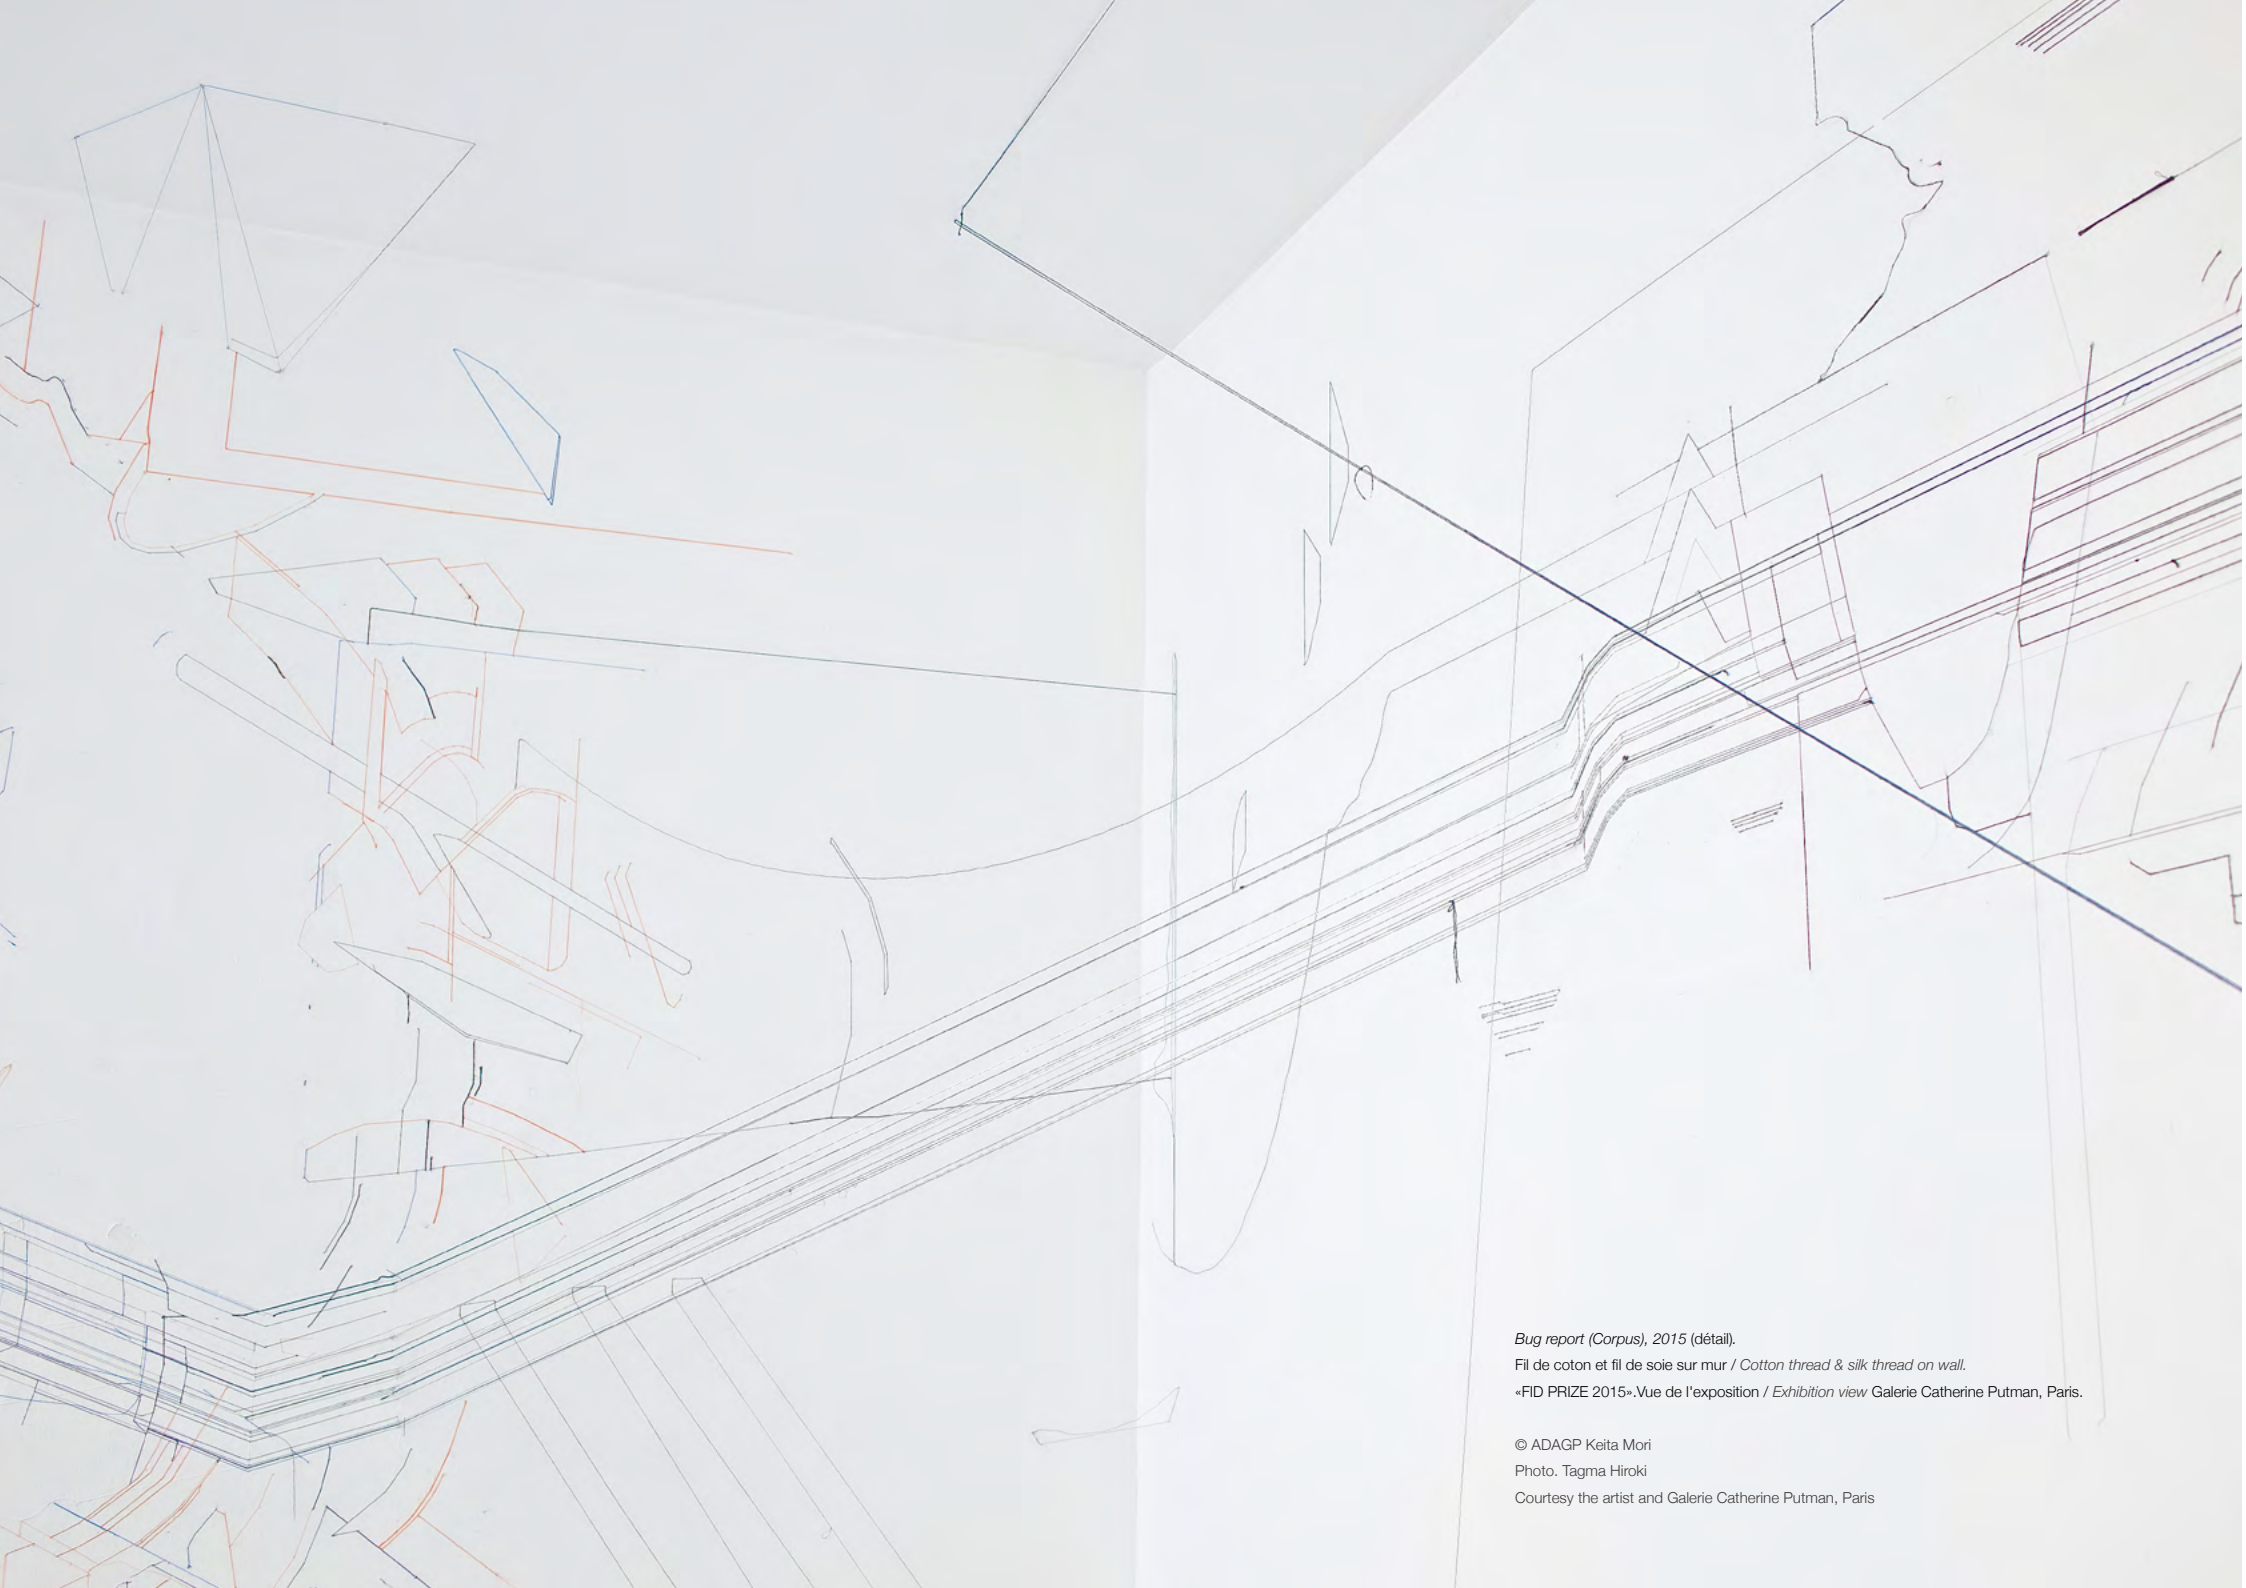 Bug report (Corpus), 2015 (détail).
Fil de coton et fil de soie sur mur / Cotton thread & silk thread on wall.
«FID PRIZE 2015».Vue de l'exposition / Exhibition view Galerie Catherine Putman, Paris.
© ADAGP Keita Mori
Photo. Tagma Hiroki
Courtesy the artist and Galerie Catherine Putman, Paris